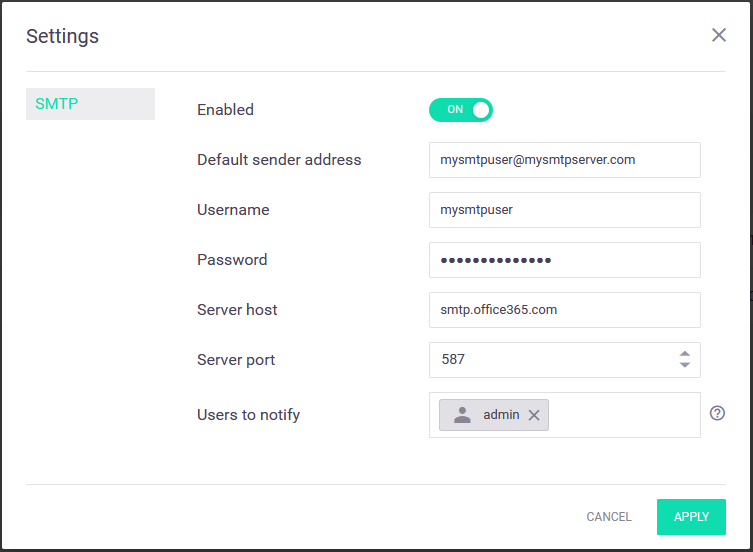 Settings
SMTP
Enabled ON
Default sender address mysmtpuser@mysmtpserver.com
Username mysmtpuser
Password ••••••••••••••
Server host smtp.office365.com
Server port 587
Users to notify admin
CANCEL APPLY